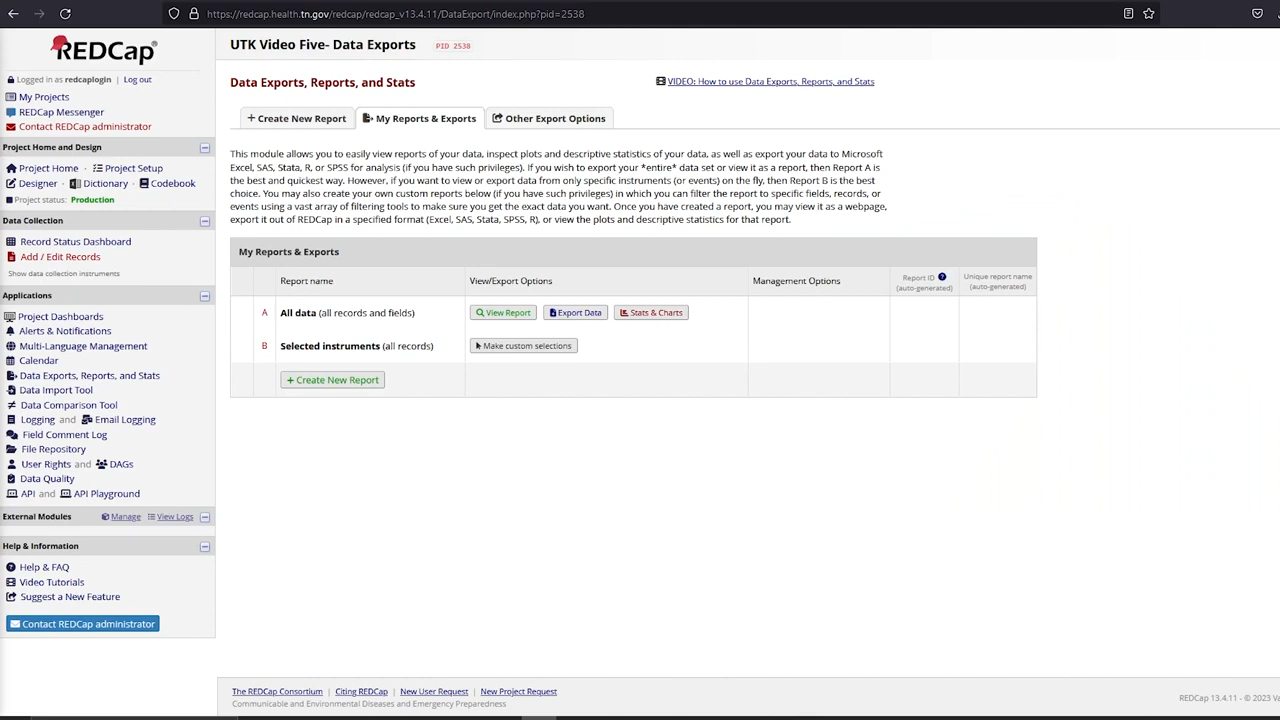 https://redcap.health.tn.gov/redcap/redcap_v13.4.11/DataExport/index.php?pid=2538
REDCap®
Logged in as redcaplogin | Log out
My Projects
REDCap Messenger
Contact REDCap administrator
Project Home and Design
Project Home · Project Setup
Designer · Dictionary · Codebook
Project status: Production
Data Collection
Record Status Dashboard
Add / Edit Records
Show data collection instruments
Applications
Project Dashboards
Alerts & Notifications
Multi-Language Management
Calendar
Data Exports, Reports, and Stats
Data Import Tool
Data Comparison Tool
Logging and Email Logging
Field Comment Log
File Repository
User Rights and DAGs
Data Quality
API and API Playground
External Modules Manage View Logs
Help & Information
Help & FAQ
Video Tutorials
Suggest a New Feature
Contact REDCap administrator
UTK Video Five- Data Exports PID 2538
Data Exports, Reports, and Stats
VIDEO: How to use Data Exports, Reports, and Stats
+ Create New Report My Reports & Exports Other Export Options
This module allows you to easily view reports of your data, inspect plots and descriptive statistics of your data, as well as export your data to Microsoft
Excel, SAS, Stata, R, or SPSS for analysis (if you have such privileges). If you wish to export your *entire* data set or view it as a report, then Report A is
the best and quickest way. However, if you want to view or export data from only specific instruments (or events) on the fly, then Report B is the best
choice. You may also create your own custom reports below (if you have such privileges) in which you can filter the report to specific fields, records, or
events using a vast array of filtering tools to make sure you get the exact data you want. Once you have created a report, you may view it as a webpage,
export it out of REDCap in a specified format (Excel, SAS, Stata, SPSS, R), or view the plots and descriptive statistics for that report.
My Reports & Exports
Report name View/Export Options Management Options Report ID ? (auto-generated) Unique report name (auto-generated)
A All data (all records and fields) View Report Export Data Stats & Charts
B Selected instruments (all records) Make custom selections
+ Create New Report
The REDCap Consortium | Citing REDCap | New User Request | New Project Request
Communicable and Environmental Diseases and Emergency Preparedness
REDCap 13.4.11 - © 2023 Va